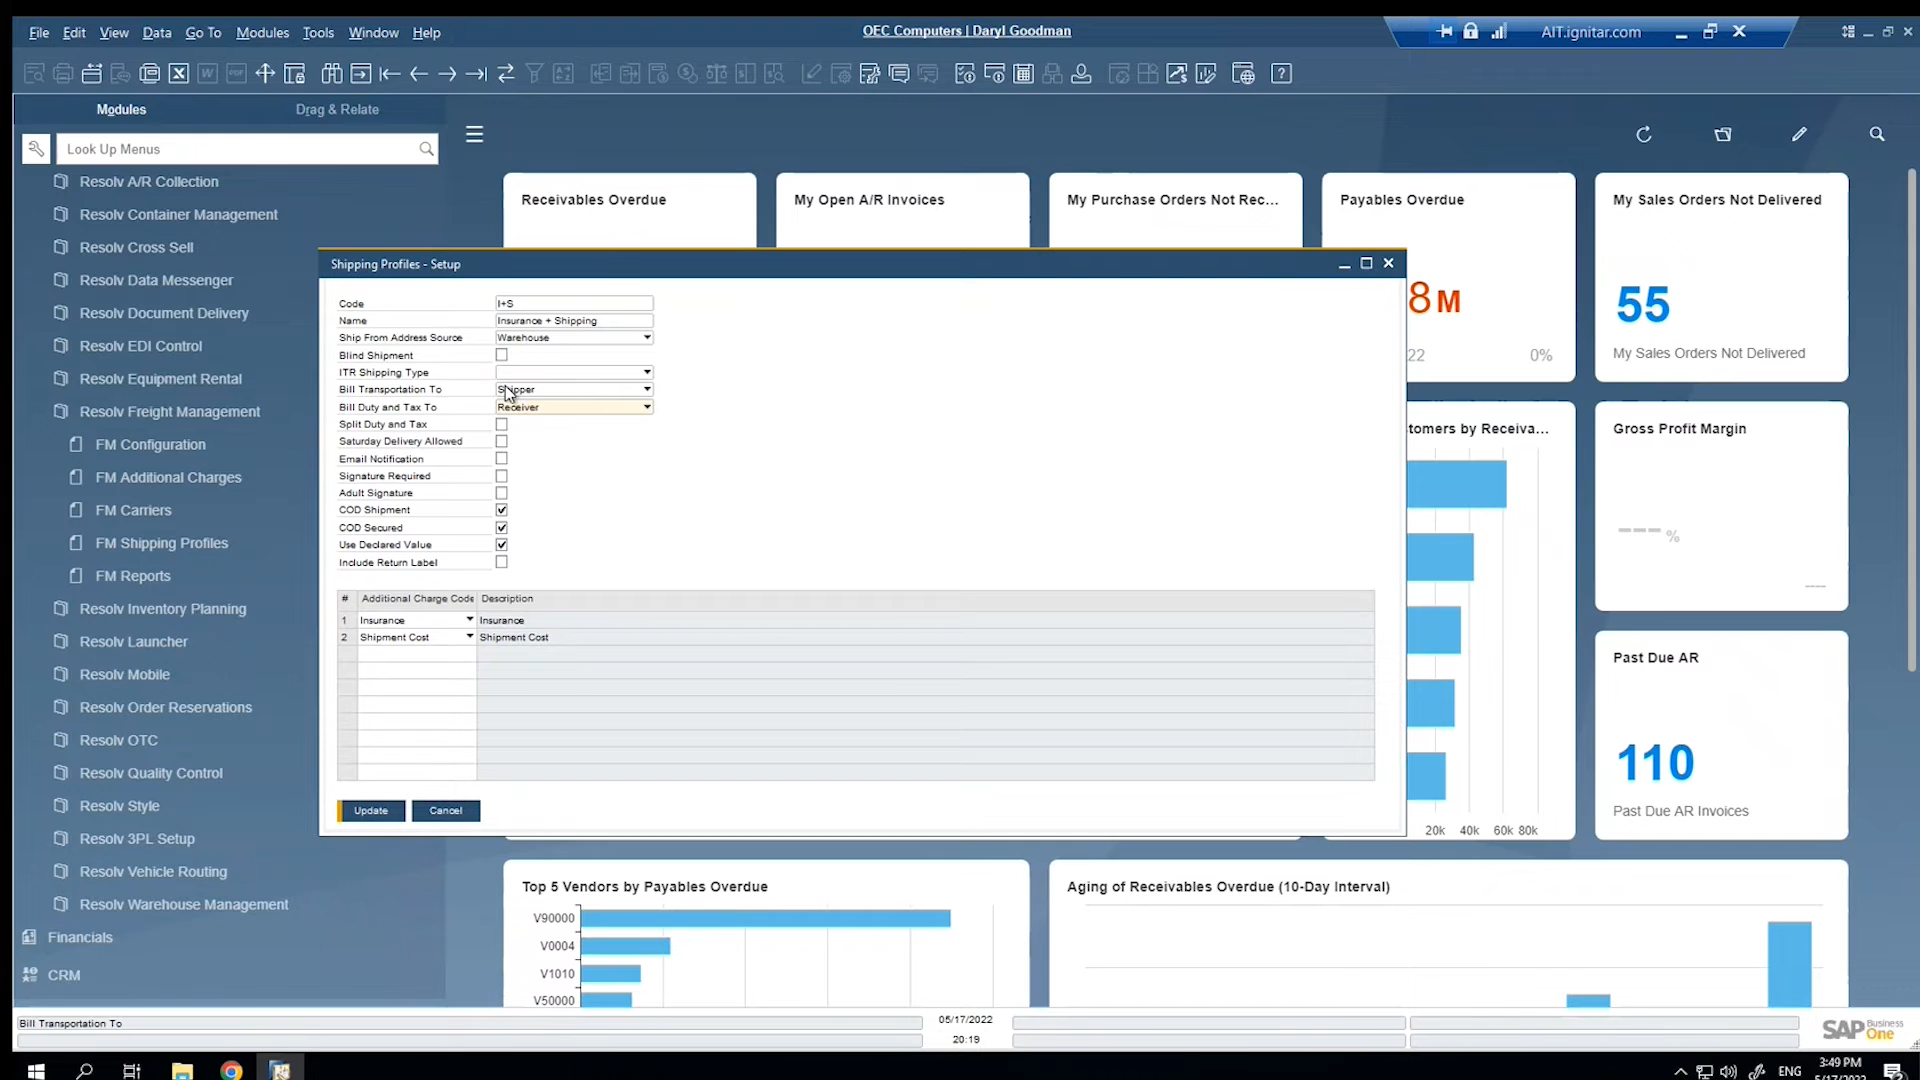 File Edit View Data Go To Modules Tools Window Help
OEC Computers | Daryl Goodman
AIT.ignitar.com
Modules
Drag & Relate
Look Up Menus
Resolv A/R Collection
Resolv Container Management
Resolv Cross Sell
Resolv Data Messenger
Resolv Document Delivery
Resolv EDI Control
Resolv Equipment Rental
Resolv Freight Management
FM Configuration
FM Additional Charges
FM Carriers
FM Shipping Profiles
FM Reports
Resolv Inventory Planning
Resolv Launcher
Resolv Mobile
Resolv Order Reservations
Resolv OTC
Resolv Quality Control
Resolv Style
Resolv 3PL Setup
Resolv Vehicle Routing
Resolv Warehouse Management
Financials
CRM
Receivables Overdue
My Open A/R Invoices
My Purchase Orders Not Rec...
Payables Overdue
My Sales Orders Not Delivered
8 M
22
0%
55
My Sales Orders Not Delivered
Shipping Profiles - Setup
Code I+S
Name Insurance + Shipping
Ship From Address Source Warehouse
Blind Shipment
ITR Shipping Type
Bill Transportation To Shipper
Bill Duty and Tax To Receiver
Split Duty and Tax
Saturday Delivery Allowed
Email Notification
Signature Required
Adult Signature
COD Shipment
COD Secured
Use Declared Value
Include Return Label
# Additional Charge Code Description
1 Insurance Insurance
2 Shipment Cost Shipment Cost
Update
Cancel
tomers by Receiva...
20k 40k 60k 80k
Gross Profit Margin
--- %
---
Past Due AR
110
Past Due AR Invoices
Top 5 Vendors by Payables Overdue
V90000
V0004
V1010
V50000
Aging of Receivables Overdue (10-Day Interval)
Bill Transportation To
05/17/2022
20:19
SAP Business One
ENG
3:49 PM
5/17/2022